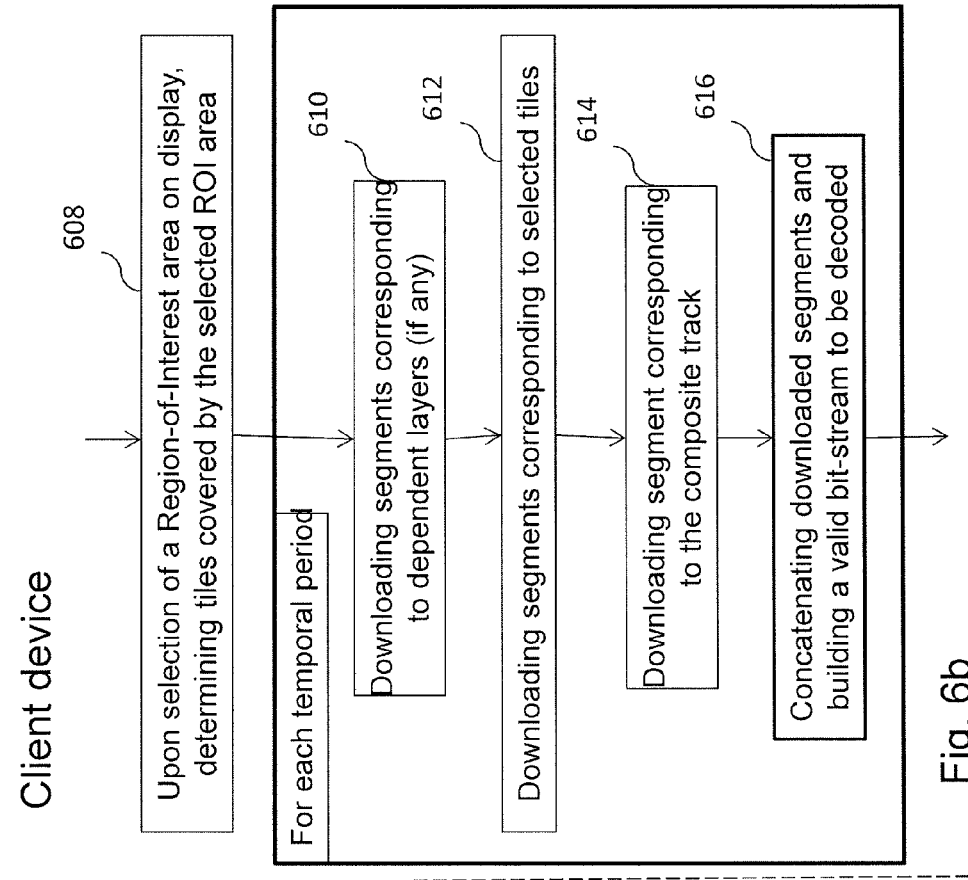 Client device
608
Upon selection of a Region-of-Interest area on display,
determining tiles covered by the selected ROI area
For each temporal period
610
Downloading segments corresponding
to dependent layers (if any)
612
Downloading segments corresponding to selected tiles
614
Downloading segment corresponding
to the composite track
616
Concatenating downloaded segments and
building a valid bit-stream to be decoded
Fig. 6b